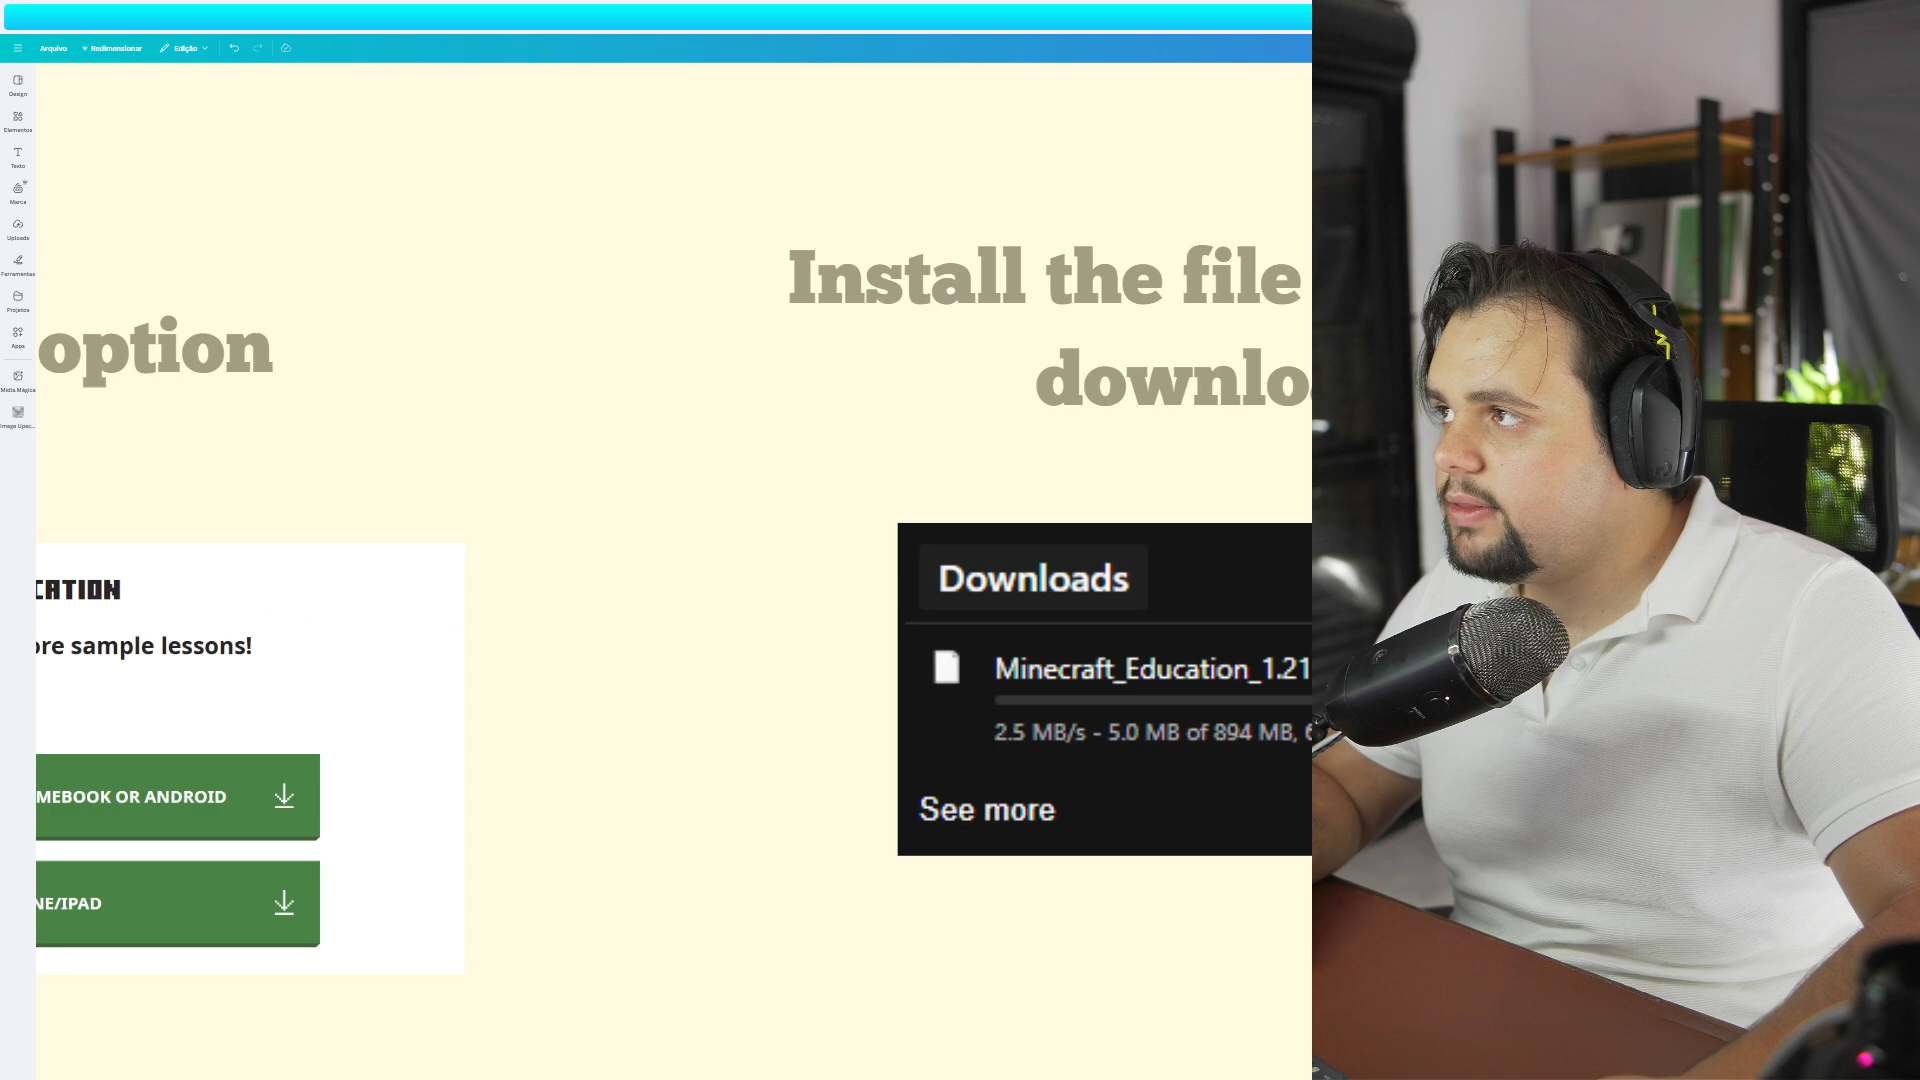 Arquivo
Redimensionar
Edição
Design
Elementos
Texto
Marca
Uploads
Ferramentas
Projetos
Apps
Mídia Mágica
Image Upsc...
option
Install the file
downlo
CATION
ore sample lessons!
MEBOOK OR ANDROID
NE/IPAD
Downloads
Minecraft_Education_1.21
2.5 MB/s - 5.0 MB of 894 MB,
See more